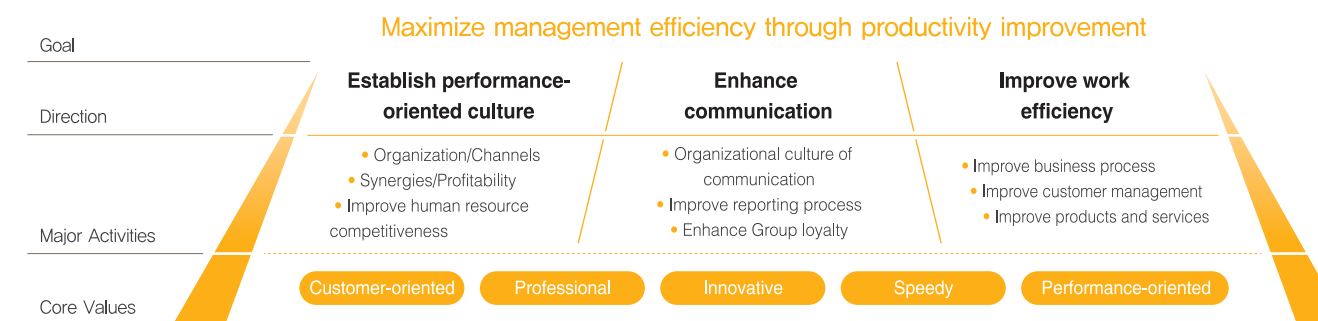 Maximize management efficiency through productivity improvement
Goal
Direction
Establish performance-
oriented culture
Enhance
communication
Improve work
efficiency
Major Activities
• Organization/Channels
• Synergies/Profitability
• Improve human resource
competitiveness
• Organizational culture of
communication
• Improve reporting process
• Enhance Group loyalty
• Improve business process
• Improve customer management
• Improve products and services
Core Values
Customer-oriented
Professional
Innovative
Speedy
Performance-oriented